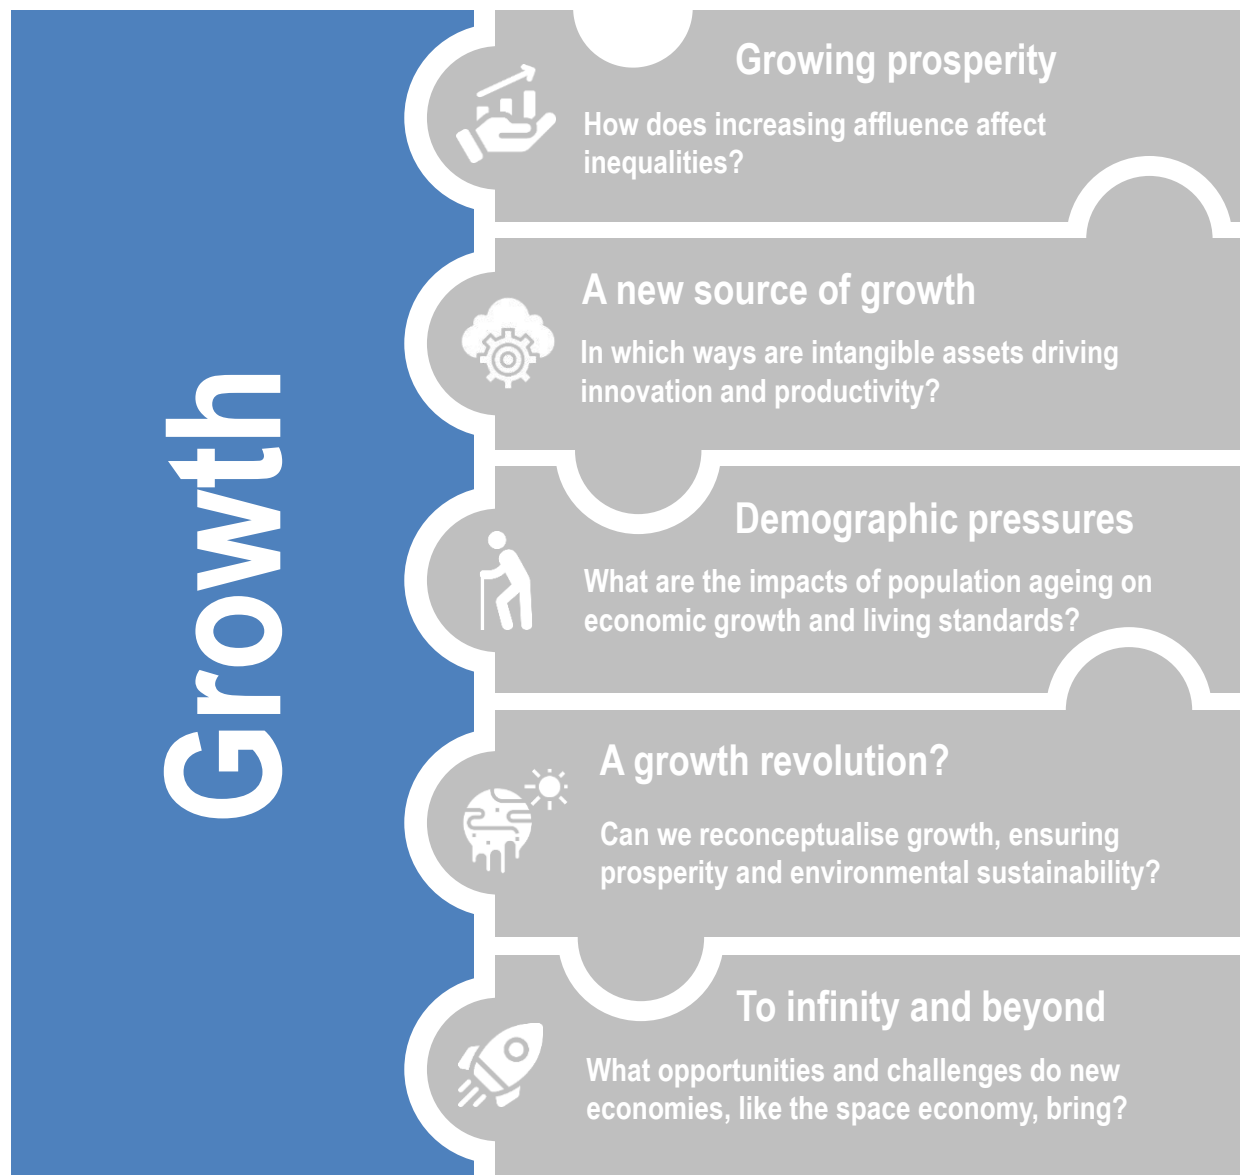 Growth
Growing prosperity
How does increasing affluence affect
inequalities?
A new source of growth
In which ways are intangible assets driving
innovation and productivity?
Demographic pressures
What are the impacts of population ageing on
economic growth and living standards?
A growth revolution?
Can we reconceptualise growth, ensuring
prosperity and environmental sustainability?
To infinity and beyond
What opportunities and challenges do new
economies, like the space economy, bring?